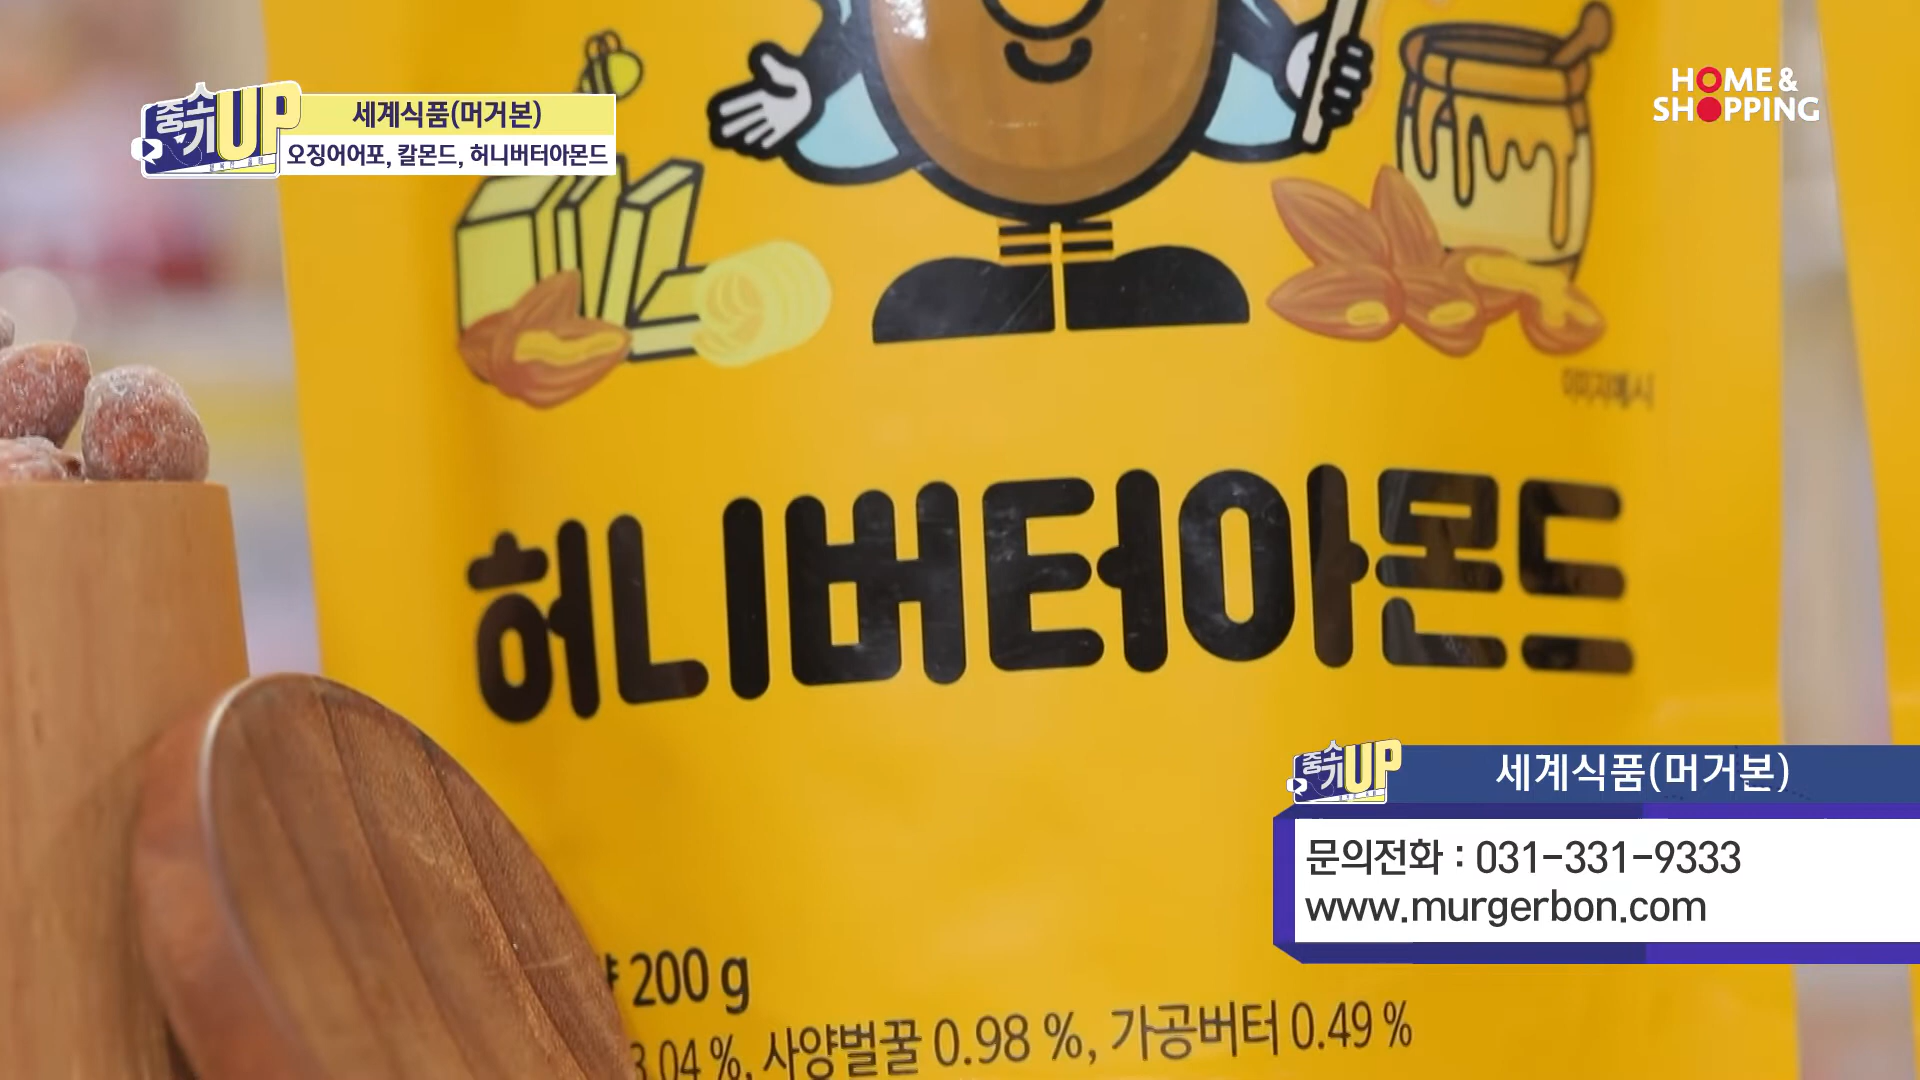 중소기UP
세계식품(머거본)
오징어어포, 칼몬드, 허니버터아몬드
HOME&
SHOPPING
이미지예시
허니버터아몬드
중소기UP
세계식품(머거본)
문의전화 : 031-331-9333
www.murgerbon.com
200 g
3.04 %, 사양벌꿀 0.98 %, 가공버터 0.49 %